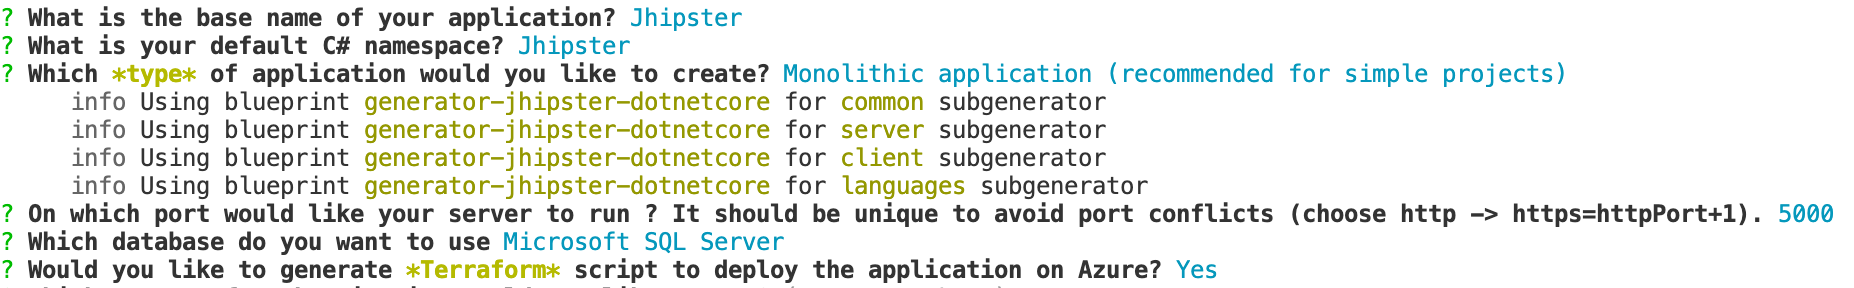 ? What is the base name of your application? Jhipster
? What is your default C# namespace? Jhipster
? Which *type* of application would you like to create? Monolithic application (recommended for simple projects)
info Using blueprint generator-jhipster-dotnetcore for common subgenerator
info Using blueprint generator-jhipster-dotnetcore for server subgenerator
info Using blueprint generator-jhipster-dotnetcore for client subgenerator
info Using blueprint generator-jhipster-dotnetcore for languages subgenerator
? On which port would like your server to run ? It should be unique to avoid port conflicts (choose http -> https=httpPort+1). 5000
? Which database do you want to use Microsoft SQL Server
? Would you like to generate *Terraform* script to deploy the application on Azure? Yes